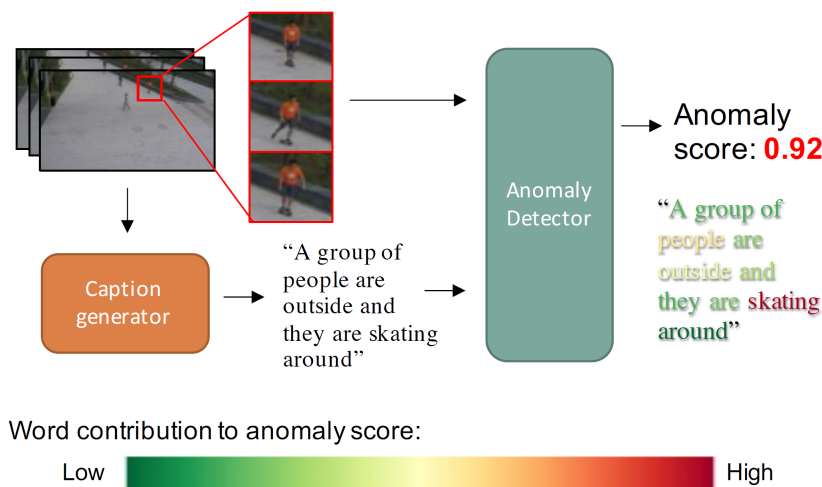 Anomaly
score: 0.92
Anomaly
Detector
“A group of
people are
outside and
they are skating
around”
Caption
generator
“A group of
people are
outside and
they are skating
around”
Word contribution to anomaly score:
Low
High